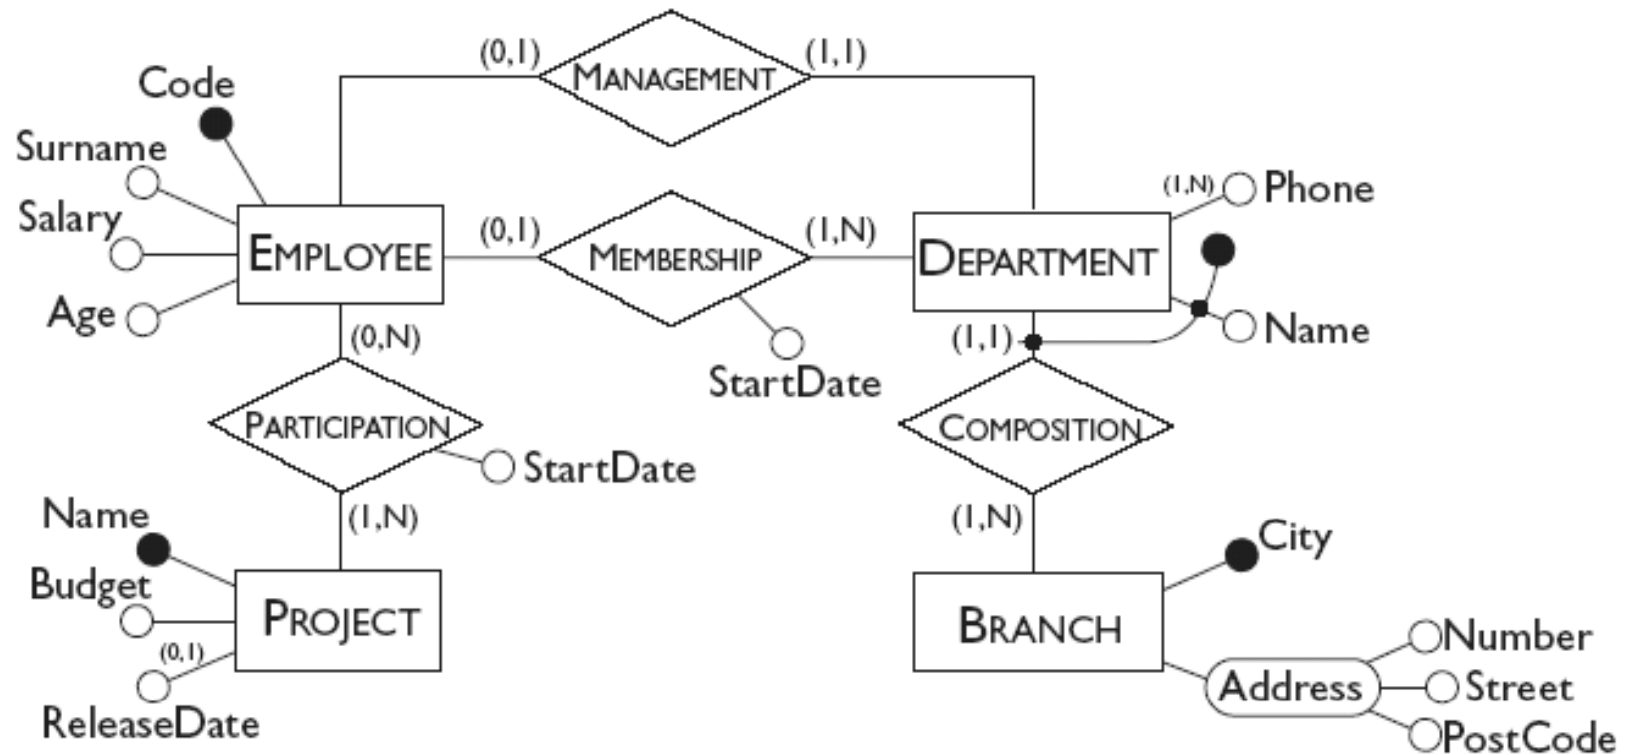 (0,1)
MANAGEMENT
(1,1)
Code
Surname
Salary
Age
EMPLOYEE
(0,1)
MEMBERSHIP
(1,N)
DEPARTMENT
(1,N)
Phone
Name
StartDate
(0,N)
(1,1)
PARTICIPATION
StartDate
COMPOSITION
(1,N)
(1,N)
Name
Budget
(0,1)
ReleaseDate
PROJECT
BRANCH
City
Address
Number
Street
PostCode